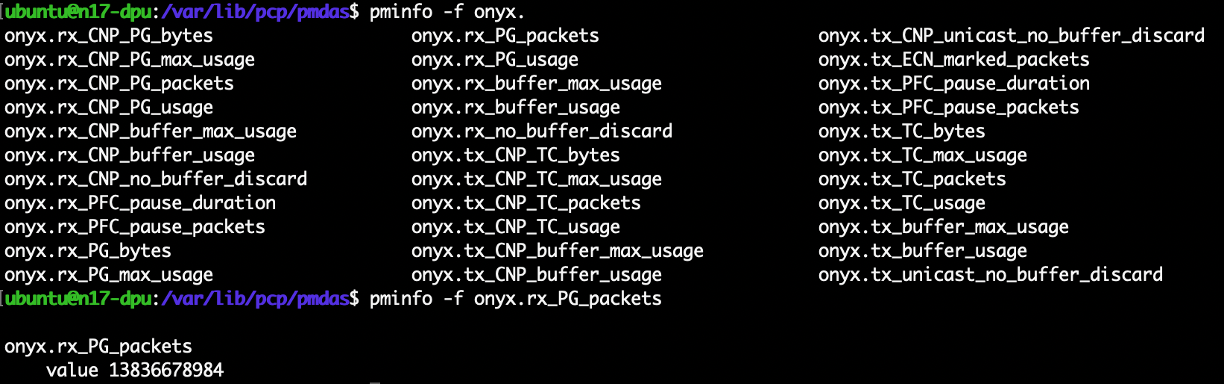 [ubuntu@n17-dpu:/var/lib/pcp/pmdas$ pminfo -f onyx.
onyx.rx_CNP_PG_bytes onyx.rx_PG_packets onyx.tx_CNP_unicast_no_buffer_discard
onyx.rx_CNP_PG_max_usage onyx.rx_PG_usage onyx.tx_ECN_marked_packets
onyx.rx_CNP_PG_packets onyx.rx_buffer_max_usage onyx.tx_PFC_pause_duration
onyx.rx_CNP_PG_usage onyx.rx_buffer_usage onyx.tx_PFC_pause_packets
onyx.rx_CNP_buffer_max_usage onyx.rx_no_buffer_discard onyx.tx_TC_bytes
onyx.rx_CNP_buffer_usage onyx.tx_CNP_TC_bytes onyx.tx_TC_max_usage
onyx.rx_CNP_no_buffer_discard onyx.tx_CNP_TC_max_usage onyx.tx_TC_packets
onyx.rx_PFC_pause_duration onyx.tx_CNP_TC_packets onyx.tx_TC_usage
onyx.rx_PFC_pause_packets onyx.tx_CNP_TC_usage onyx.tx_buffer_max_usage
onyx.rx_PG_bytes onyx.tx_CNP_buffer_max_usage onyx.tx_buffer_usage
onyx.rx_PG_max_usage onyx.tx_CNP_buffer_usage onyx.tx_unicast_no_buffer_discard
[ubuntu@n17-dpu:/var/lib/pcp/pmdas$ pminfo -f onyx.rx_PG_packets
onyx.rx_PG_packets
value 13836678984